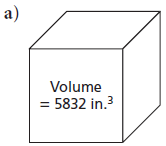 a)
Volume
= 5832 in.³